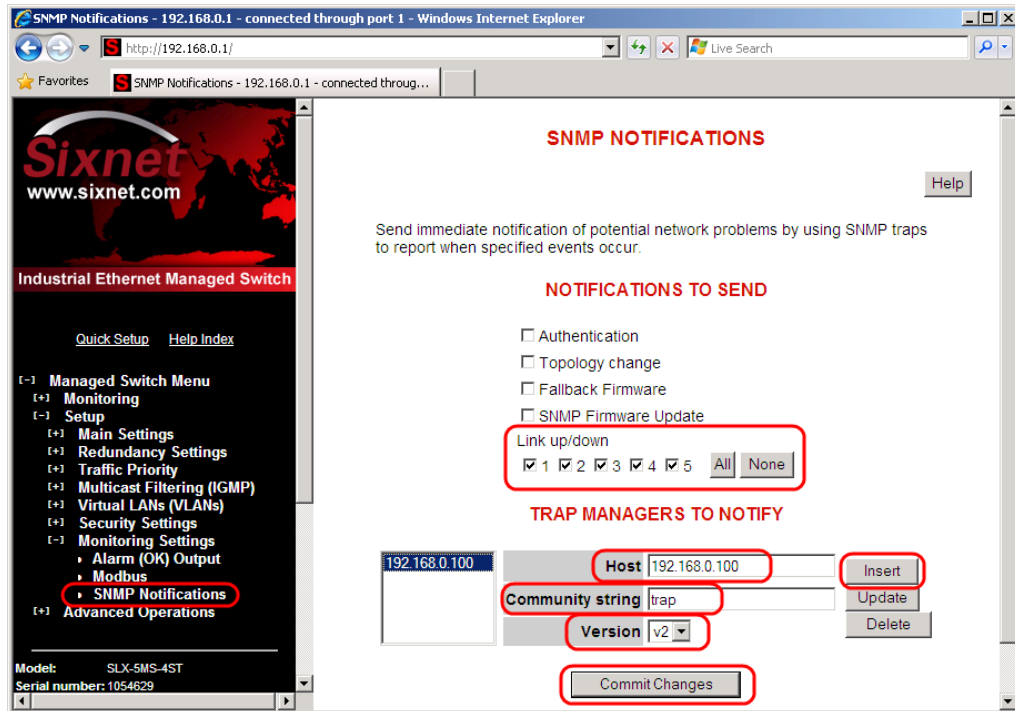 SNMP Notifications - 192.168.0.1 - connected through port 1 - Windows Internet Explorer
http://192.168.0.1/
Live Search
Favorites
SNMP Notifications - 192.168.0.1 - connected throug...
Sixnet
www.sixnet.com
Industrial Ethernet Managed Switch
Quick Setup Help Index
[-] Managed Switch Menu
[+] Monitoring
[-] Setup
[+] Main Settings
[+] Redundancy Settings
[+] Traffic Priority
[+] Multicast Filtering (IGMP)
[+] Virtual LANs (VLANs)
[+] Security Settings
[-] Monitoring Settings
Alarm (OK) Output
Modbus
SNMP Notifications
[+] Advanced Operations
Model: SLX-5MS-4ST
Serial number: 1054629
SNMP NOTIFICATIONS
Help
Send immediate notification of potential network problems by using SNMP traps
to report when specified events occur.
NOTIFICATIONS TO SEND
Authentication
Topology change
Fallback Firmware
SNMP Firmware Update
Link up/down
1 2 3 4 5 All None
TRAP MANAGERS TO NOTIFY
192.168.0.100 Host 192.168.0.100 Insert
Community string trap Update
Version v2 Delete
Commit Changes